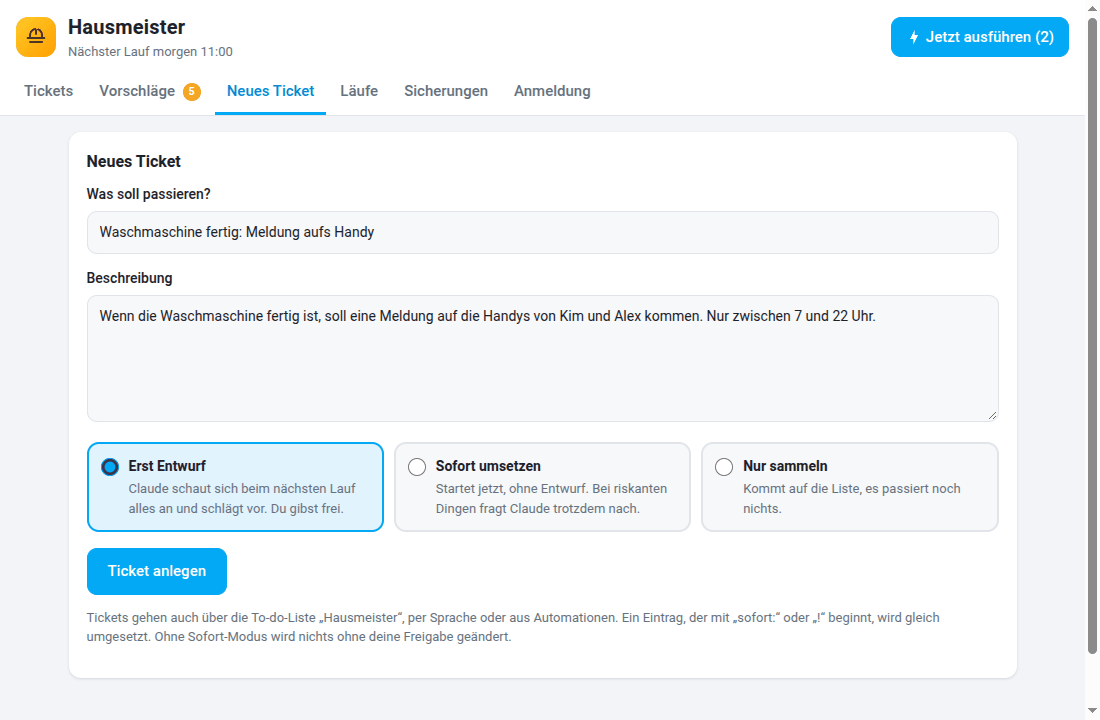 Hausmeister
Nächster Lauf morgen 11:00
Jetzt ausführen (2)
Tickets
Vorschläge 5
Neues Ticket
Läufe
Sicherungen
Anmeldung
Neues Ticket
Was soll passieren?
Waschmaschine fertig: Meldung aufs Handy
Beschreibung
Wenn die Waschmaschine fertig ist, soll eine Meldung auf die Handys von Kim und Alex kommen. Nur zwischen 7 und 22 Uhr.
Erst Entwurf
Claude schaut sich beim nächsten Lauf
alles an und schlägt vor. Du gibst frei.
Sofort umsetzen
Startet jetzt, ohne Entwurf. Bei riskanten
Dingen fragt Claude trotzdem nach.
Nur sammeln
Kommt auf die Liste, es passiert noch
nichts.
Ticket anlegen
Tickets gehen auch über die To-do-Liste „Hausmeister“, per Sprache oder aus Automationen. Ein Eintrag, der mit „sofort:“ oder „!“ beginnt, wird gleich
umgesetzt. Ohne Sofort-Modus wird nichts ohne deine Freigabe geändert.